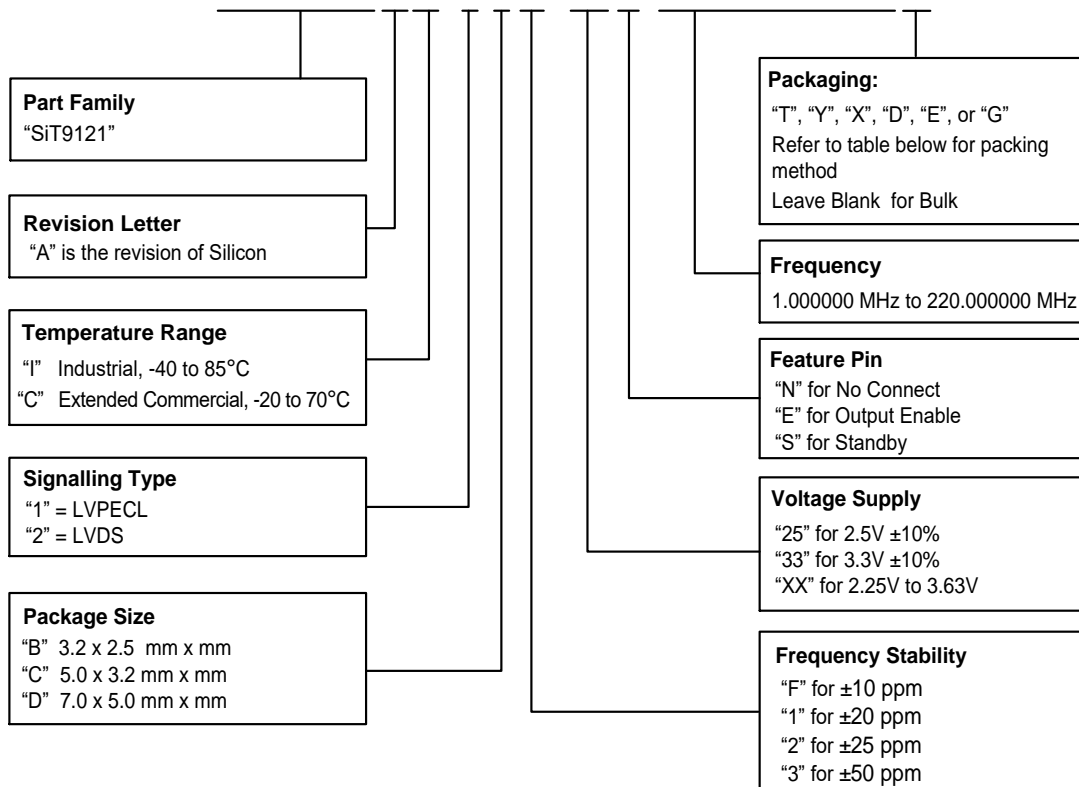 Part Family
“SiT9121”
Revision Letter
“A” is the revision of Silicon
Temperature Range
“I” Industrial, -40 to 85°C
“C” Extended Commercial, -20 to 70°C
Signalling Type
“1” = LVPECL
“2” = LVDS
Package Size
“B” 3.2 x 2.5 mm x mm
“C” 5.0 x 3.2 mm x mm
“D” 7.0 x 5.0 mm x mm
Packaging:
“T”, “Y”, “X”, “D”, “E”, or “G”
Refer to table below for packing
method
Leave Blank for Bulk
Frequency
1.000000 MHz to 220.000000 MHz
Feature Pin
“N” for No Connect
“E” for Output Enable
“S” for Standby
Voltage Supply
“25” for 2.5V ±10%
“33” for 3.3V ±10%
“XX” for 2.25V to 3.63V
Frequency Stability
“F” for ±10 ppm
“1” for ±20 ppm
“2” for ±25 ppm
“3” for ±50 ppm